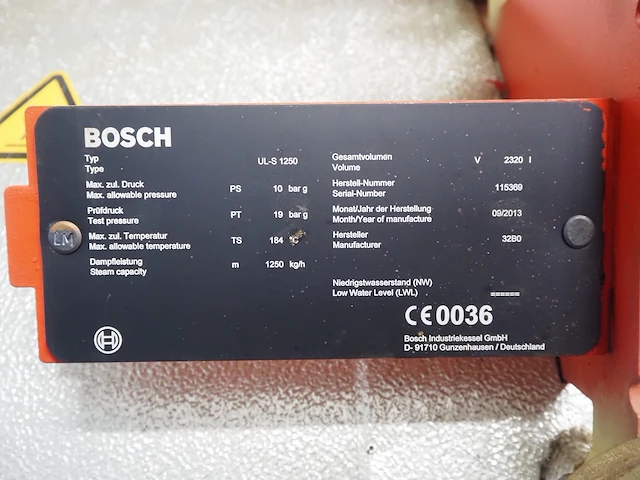 BOSCH
Typ
Type UL-S 1250
Max. zul. Druck
Max. allowable pressure PS 10 bar g
Prüfdruck
Test pressure PT 19 bar g
Max. zul. Temperatur
Max. allowable temperature TS 184 °C
Dampfleistung
Steam capacity m 1250 kg/h
Gesamtvolumen
Volume V 2320 l
Herstell-Nummer
Serial-Number 115369
Monat/Jahr der Herstellung
Month/Year of manufacture 09/2013
Hersteller
Manufacturer 32B0
Niedrigstwasserstand (NW)
Low Water Level (LWL) ======
CE 0036
Bosch Industriekessel GmbH
D- 91710 Gunzenhausen / Deutschland
LM